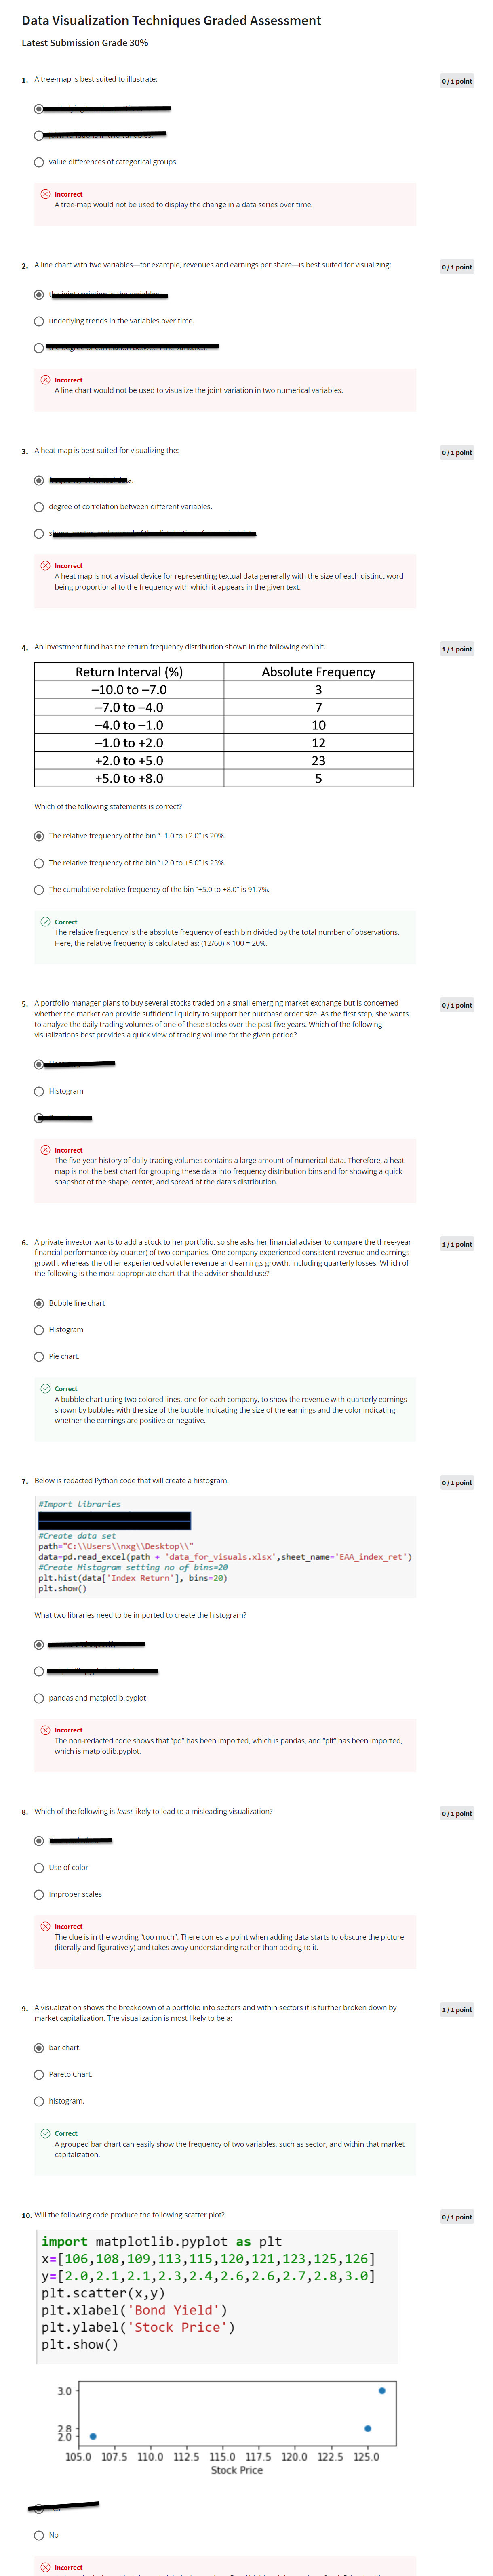 Data Visualization Techniques Graded Assessment
Latest Submission Grade 30%
1. A tree-map is best suited to illustrate:
0 / 1 point
value differences of categorical groups.
Incorrect
A tree-map would not be used to display the change in a data series over time.
2. A line chart with two variables—for example, revenues and earnings per share—is best suited for visualizing:
0 / 1 point
underlying trends in the variables over time.
Incorrect
A line chart would not be used to visualize the joint variation in two numerical variables.
3. A heat map is best suited for visualizing the:
0 / 1 point
degree of correlation between different variables.
Incorrect
A heat map is not a visual device for representing textual data generally with the size of each distinct word
being proportional to the frequency with which it appears in the given text.
4. An investment fund has the return frequency distribution shown in the following exhibit.
1 / 1 point
Return Interval (%) Absolute Frequency
−10.0 to −7.0 3
−7.0 to −4.0 7
−4.0 to −1.0 10
−1.0 to +2.0 12
+2.0 to +5.0 23
+5.0 to +8.0 5
Which of the following statements is correct?
The relative frequency of the bin "−1.0 to +2.0" is 20%.
The relative frequency of the bin "+2.0 to +5.0" is 23%.
The cumulative relative frequency of the bin "+5.0 to +8.0" is 91.7%.
Correct
The relative frequency is the absolute frequency of each bin divided by the total number of observations.
Here, the relative frequency is calculated as: (12/60) × 100 = 20%.
5. A portfolio manager plans to buy several stocks traded on a small emerging market exchange but is concerned
whether the market can provide sufficient liquidity to support her purchase order size. As the first step, she wants
to analyze the daily trading volumes of one of these stocks over the past five years. Which of the following
visualizations best provides a quick view of trading volume for the given period?
0 / 1 point
Histogram
Incorrect
The five-year history of daily trading volumes contains a large amount of numerical data. Therefore, a heat
map is not the best chart for grouping these data into frequency distribution bins and for showing a quick
snapshot of the shape, center, and spread of the data's distribution.
6. A private investor wants to add a stock to her portfolio, so she asks her financial adviser to compare the three-year
financial performance (by quarter) of two companies. One company experienced consistent revenue and earnings
growth, whereas the other experienced volatile revenue and earnings growth, including quarterly losses. Which of
the following is the most appropriate chart that the adviser should use?
1 / 1 point
Bubble line chart
Histogram
Pie chart.
Correct
A bubble chart using two colored lines, one for each company, to show the revenue with quarterly earnings
shown by bubbles with the size of the bubble indicating the size of the earnings and the color indicating
whether the earnings are positive or negative.
7. Below is redacted Python code that will create a histogram.
0 / 1 point
#Import libraries
#Create data set
path="C:\\Users\\nxg\\Desktop\\"
data=pd.read_excel(path + 'data_for_visuals.xlsx',sheet_name='EAA_index_ret')
#Create Histogram setting no of bins=20
plt.hist(data['Index Return'], bins=20)
plt.show()
What two libraries need to be imported to create the histogram?
pandas and matplotlib.pyplot
Incorrect
The non-redacted code shows that "pd" has been imported, which is pandas, and "plt" has been imported,
which is matplotlib.pyplot.
8. Which of the following is least likely to lead to a misleading visualization?
0 / 1 point
Use of color
Improper scales
Incorrect
The clue is in the wording "too much". There comes a point when adding data starts to obscure the picture
(literally and figuratively) and takes away understanding rather than adding to it.
9. A visualization shows the breakdown of a portfolio into sectors and within sectors it is further broken down by
market capitalization. The visualization is most likely to be a:
1 / 1 point
bar chart.
Pareto Chart.
histogram.
Correct
A grouped bar chart can easily show the frequency of two variables, such as sector, and within that market
capitalization.
10. Will the following code produce the following scatter plot?
0 / 1 point
import matplotlib.pyplot as plt
x=[106,108,109,113,115,120,121,123,125,126]
y=[2.0,2.1,2.1,2.3,2.4,2.6,2.6,2.7,2.8,3.0]
plt.scatter(x,y)
plt.xlabel('Bond Yield')
plt.ylabel('Stock Price')
plt.show()
3.0
2.8
2.0
105.0 107.5 110.0 112.5 115.0 117.5 120.0 122.5 125.0
Stock Price
No
Incorrect